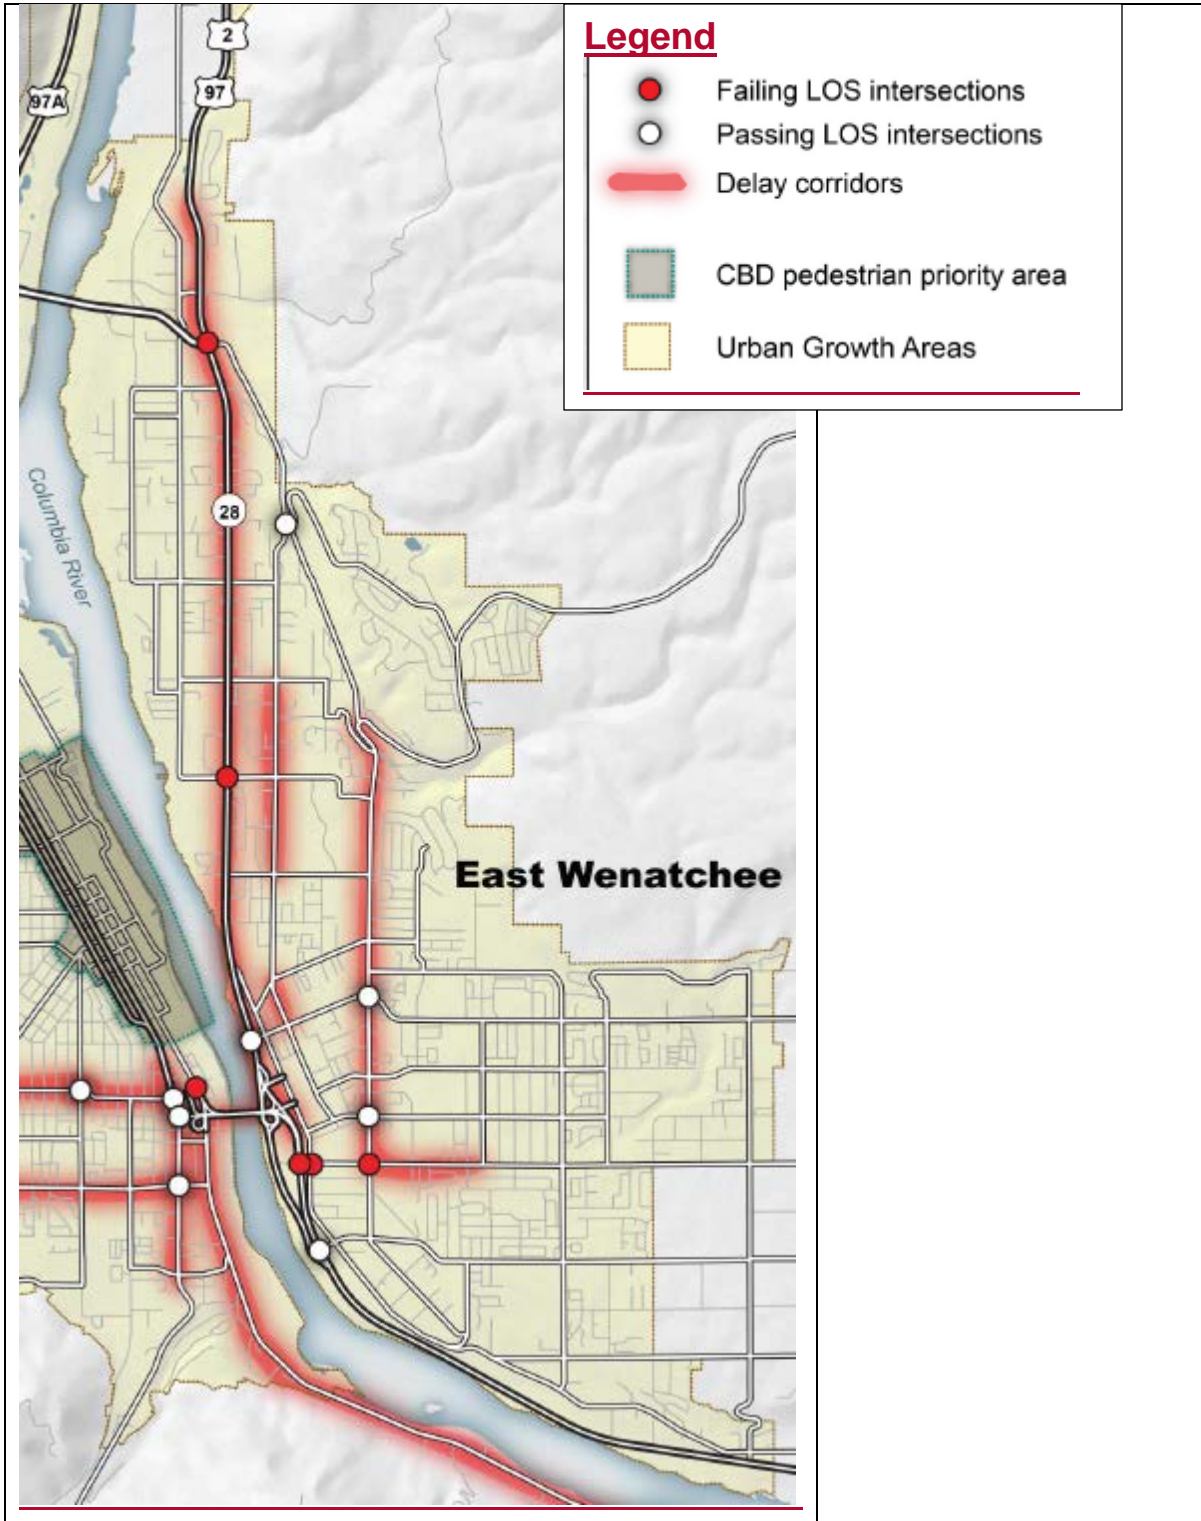 Legend
Failing LOS intersections
Passing LOS intersections
Delay corridors
CBD pedestrian priority area
Urban Growth Areas
2
97
97A
28
Columbia River
East Wenatchee